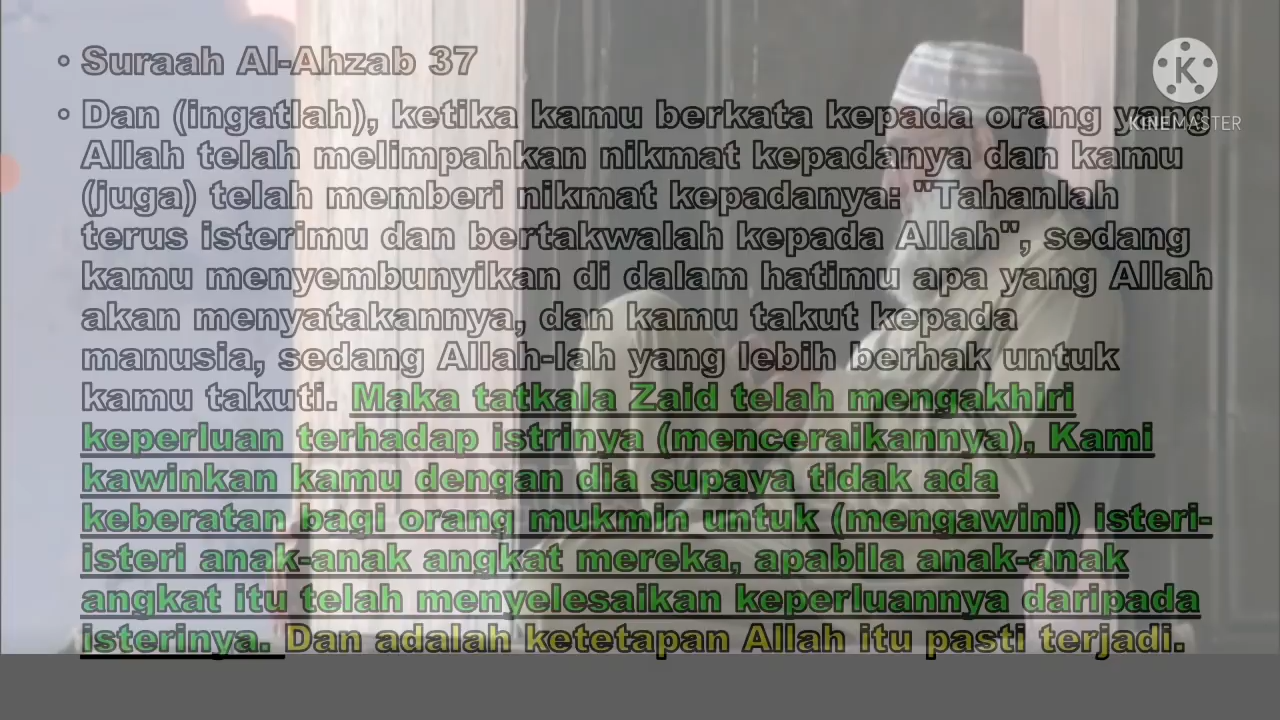 • Suraah Al-Ahzab 37
• Dan (ingatlah), ketika kamu berkata kepada orang yang
Allah telah melimpahkan nikmat kepadanya dan kamu
(juga) telah memberi nikmat kepadanya: "Tahanlah
terus isterimu dan bertakwalah kepada Allah", sedang
kamu menyembunyikan di dalam hatimu apa yang Allah
akan menyatakannya, dan kamu takut kepada
manusia, sedang Allah-lah yang lebih berhak untuk
kamu takuti. Maka tatkala Zaid telah mengakhiri
keperluan terhadap istrinya (menceraikannya), Kami
kawinkan kamu dengan dia supaya tidak ada
keberatan bagi orang mukmin untuk (mengawini) isteri-
isteri anak-anak angkat mereka, apabila anak-anak
angkat itu telah menyelesaikan keperluannya daripada
isterinya. Dan adalah ketetapan Allah itu pasti terjadi.
K
KINEMASTER